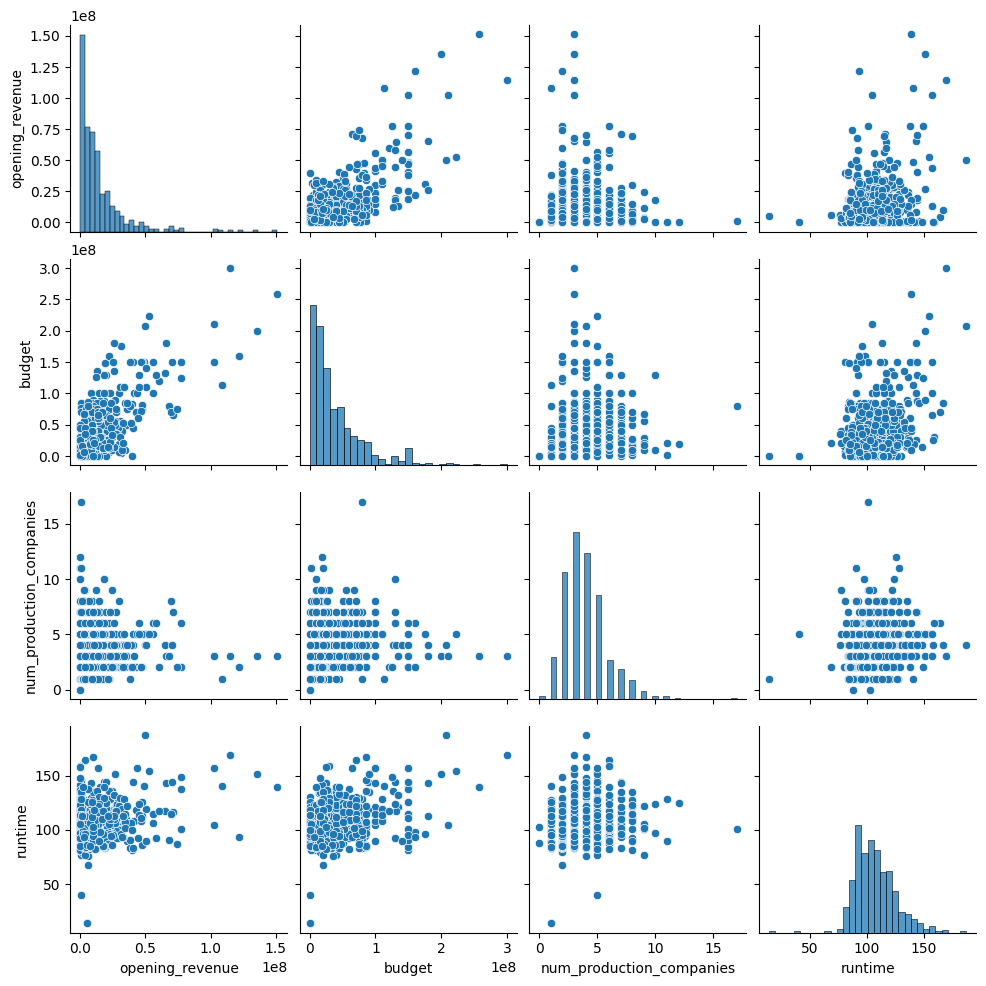 1e8
opening_revenue
1.50
1.25
1.00
0.75
0.50
0.25
0.00
1e8
budget
3.0
2.5
2.0
1.5
1.0
0.5
0.0
num_production_companies
15
10
5
0
runtime
150
100
50
0.0 0.5 1.0 1.5
1e8
opening_revenue
0 1 2 3
1e8
budget
0 5 10 15
num_production_companies
50 100 150
runtime